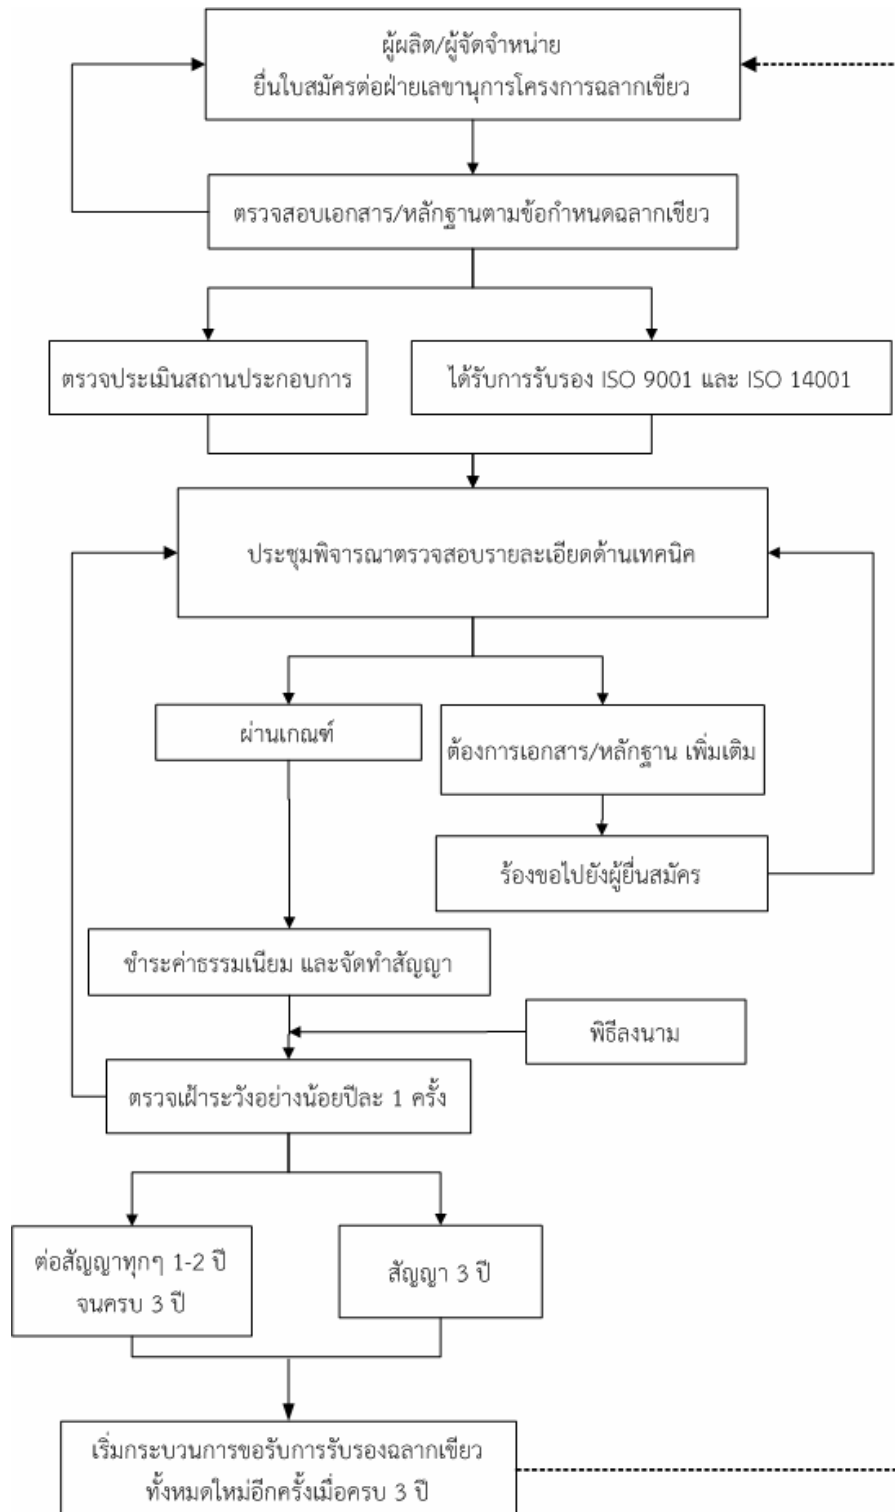 ผู้ผลิต/ผู้จัดจำหน่าย
ยื่นใบสมัครต่อฝ่ายเลขานุการโครงการฉลากเขียว
ตรวจสอบเอกสาร/หลักฐานตามข้อกำหนดฉลากเขียว
ตรวจประเมินสถานประกอบการ
ได้รับการรับรอง ISO 9001 และ ISO 14001
ประชุมพิจารณาตรวจสอบรายละเอียดด้านเทคนิค
ผ่านเกณฑ์
ต้องการเอกสาร/หลักฐาน เพิ่มเติม
ร้องขอไปยังผู้ยื่นสมัคร
ชำระค่าธรรมเนียม และจัดทำสัญญา
พิธีลงนาม
ตรวจเฝ้าระวังอย่างน้อยปีละ 1 ครั้ง
ต่อสัญญาทุกๆ 1-2 ปี
จนครบ 3 ปี
สัญญา 3 ปี
เริ่มกระบวนการขอรับการรับรองฉลากเขียว
ทั้งหมดใหม่อีกครั้งเมื่อครบ 3 ปี